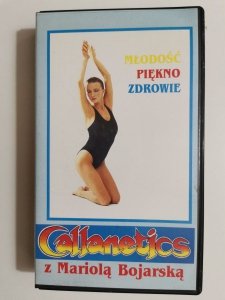 MŁODOŚĆ
PIĘKNO
ZDROWIE
Callanetics
z Mariolą Bojarską